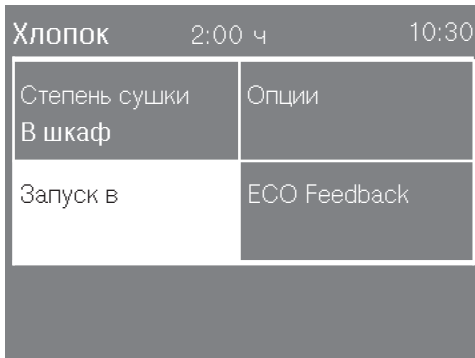 Хлопок 2:00 ч 10:30
Степень сушки Опции
В шкаф
Запуск в ECO Feedback